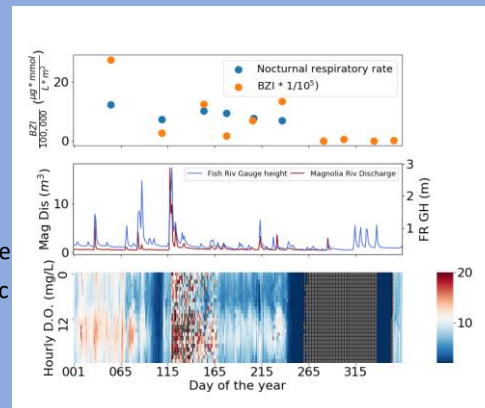 Nocturnal respiratory rate
BZI * 1/10⁵)
BZI / 100,000 (µg * mmol / L * m²)
20
0
Fish Riv Gauge height
Magnolia Riv Discharge
Mag Dis (m³)
10
0
FR GH (m)
3
2
1
e
c
Hourly D.O. (mg/L)
0
12
20
10
001 065 115 165 215 265 315
Day of the year